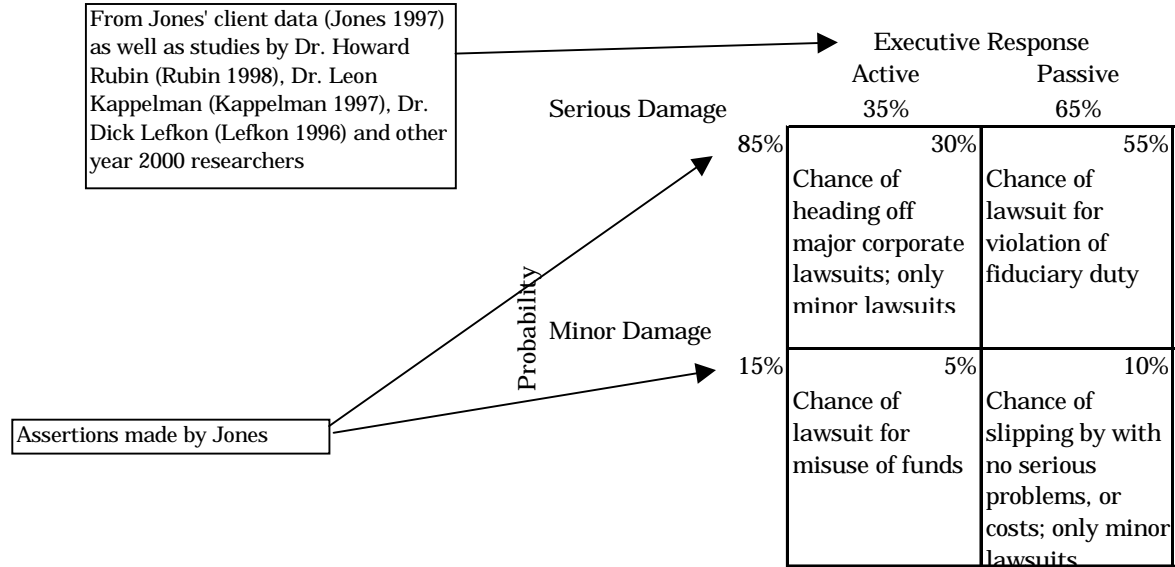 From Jones' client data (Jones 1997)
as well as studies by Dr. Howard
Rubin (Rubin 1998), Dr. Leon
Kappelman (Kappelman 1997), Dr.
Dick Lefkon (Lefkon 1996) and other
year 2000 researchers
Executive Response
Active Passive
Serious Damage 35% 65%
85% 30% 55%
Chance of
heading off
major corporate
lawsuits; only
minor lawsuits
Chance of
lawsuit for
violation of
fiduciary duty
Probability
Minor Damage
15% 5% 10%
Chance of
lawsuit for
misuse of funds
Chance of
slipping by with
no serious
problems, or
costs; only minor
lawsuits
Assertions made by Jones